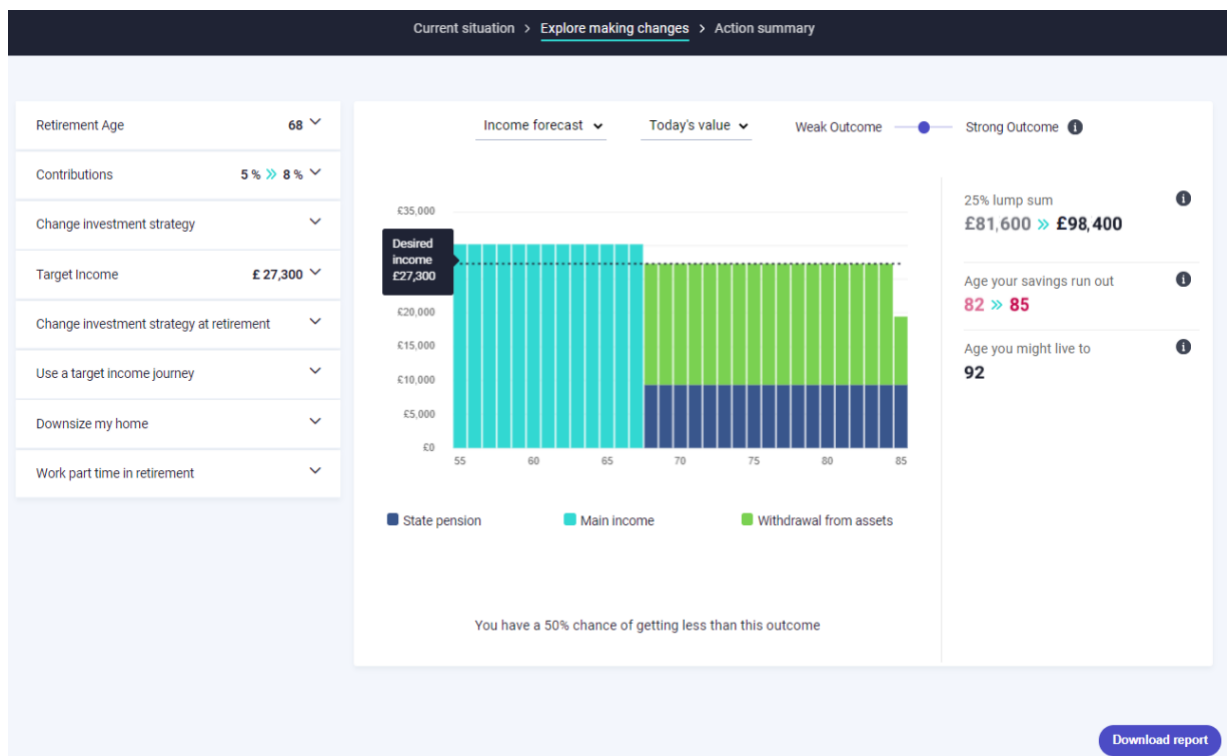 Current situation > Explore making changes > Action summary
Retirement Age 68
Contributions 5 % » 8 %
Change investment strategy
Target Income £ 27,300
Change investment strategy at retirement
Use a target income journey
Downsize my home
Work part time in retirement
Income forecast Today's value Weak Outcome Strong Outcome i
£35,000
Desired
income
£27,300
£20,000
£15,000
£10,000
£5,000
£0
55 60 65 70 75 80 85
State pension Main income Withdrawal from assets
You have a 50% chance of getting less than this outcome
25% lump sum i
£81,600 » £98,400
Age your savings run out i
82 » 85
Age you might live to i
92
Download report